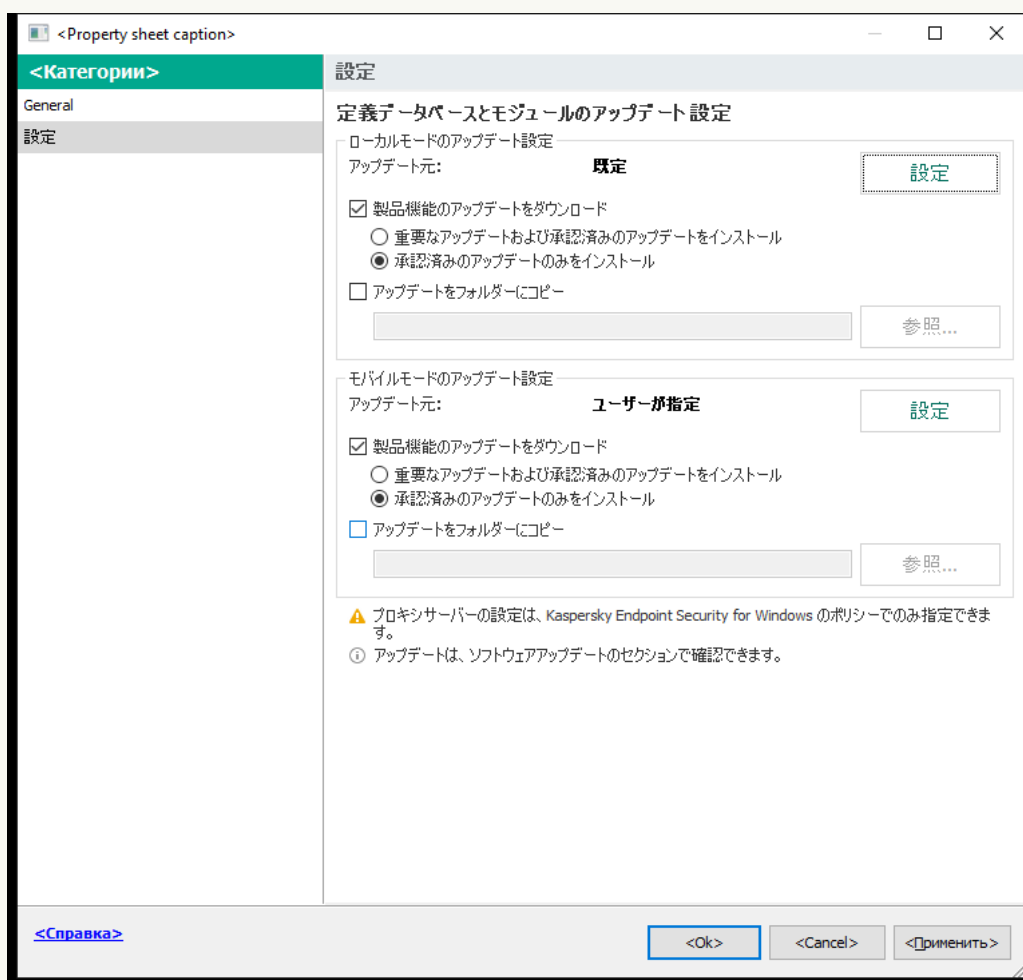 <Property sheet caption>
<Категории>
General
設定
設定
定義データベースとモジュールのアップデート設定
ローカルモードのアップデート設定
アップデート元: 既定 設定
製品機能のアップデートをダウンロード
重要なアップデートおよび承認済みのアップデートをインストール
承認済みのアップデートのみをインストール
アップデートをフォルダーにコピー
参照...
モバイルモードのアップデート設定
アップデート元: ユーザーが指定 設定
製品機能のアップデートをダウンロード
重要なアップデートおよび承認済みのアップデートをインストール
承認済みのアップデートのみをインストール
アップデートをフォルダーにコピー
参照...
プロキシサーバーの設定は、Kaspersky Endpoint Security for Windows のポリシーでのみ指定できま
す。
アップデートは、ソフトウェアアップデートのセクションで確認できます。
<Справка>
<Ok> <Cancel> <Применить>